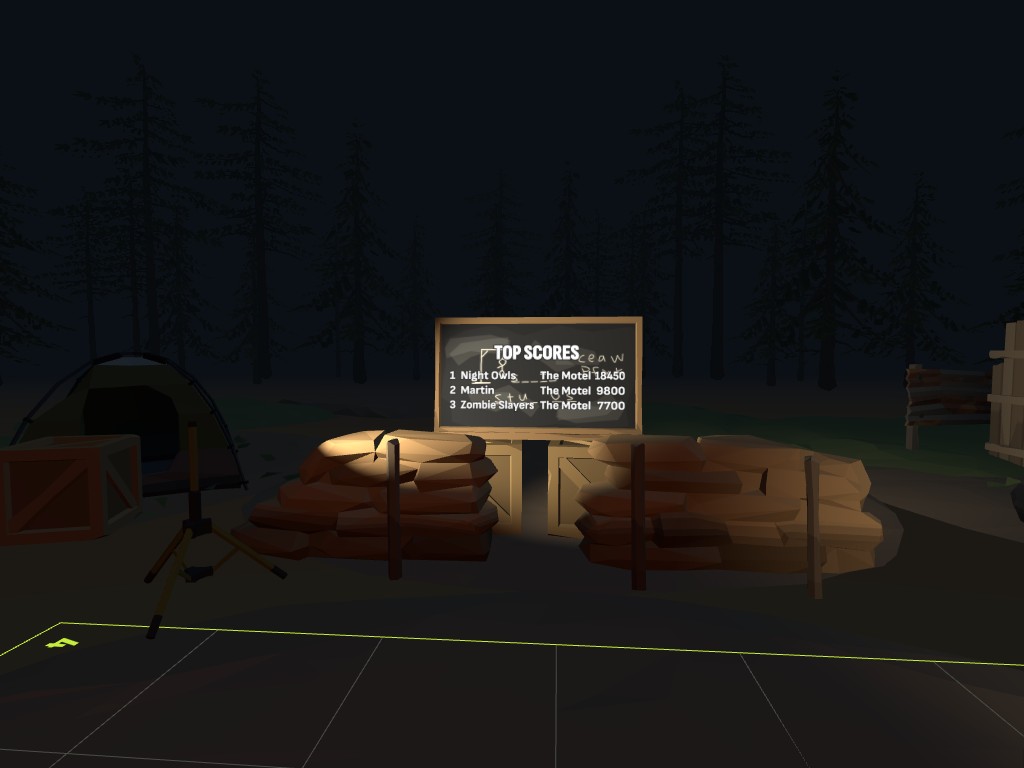 TOP SCORES
1 Night Owls The Motel 18450
2 Martin The Motel 9800
3 Zombie Slayers The Motel 7700